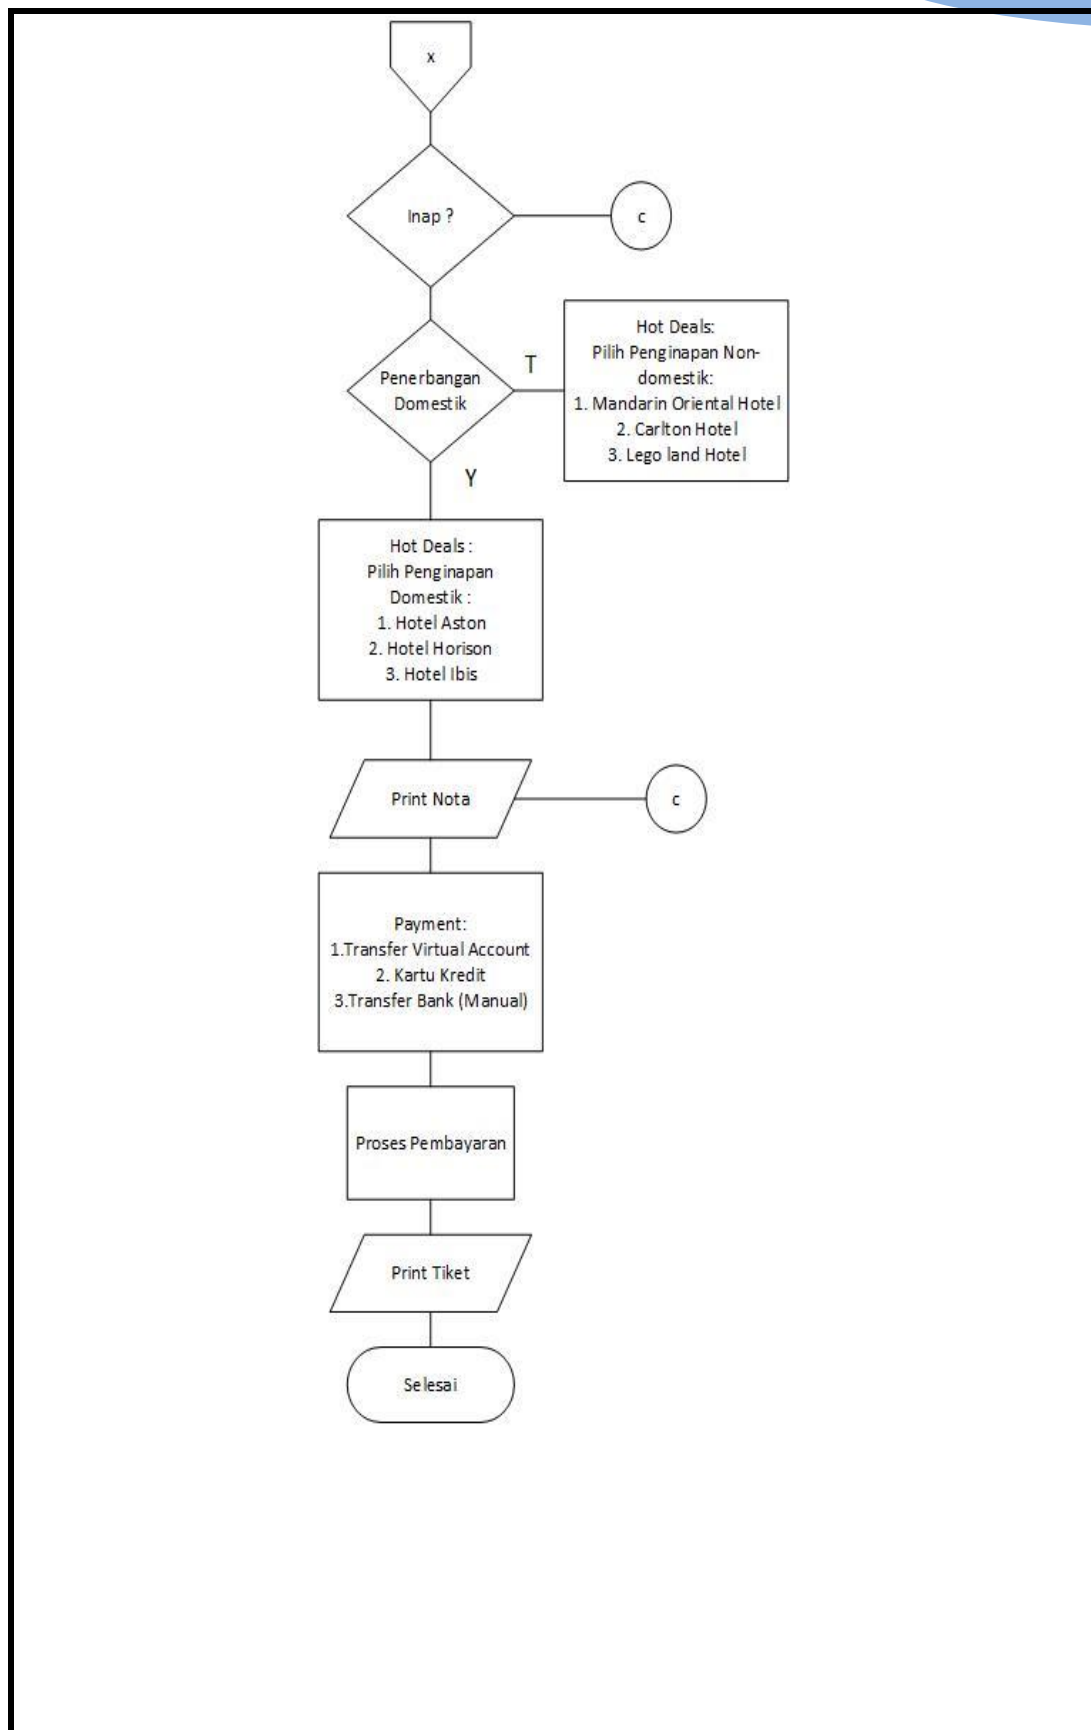 x
Inap ?
c
Penerbangan
Domestik
T
Hot Deals:
Pilih Penginapan Non-
domestik:
1. Mandarin Oriental Hotel
2. Carlton Hotel
3. Lego land Hotel
Y
Hot Deals :
Pilih Penginapan
Domestik :
1. Hotel Aston
2. Hotel Horison
3. Hotel Ibis
Print Nota
c
Payment:
1.Transfer Virtual Account
2. Kartu Kredit
3.Transfer Bank (Manual)
Proses Pembayaran
Print Tiket
Selesai